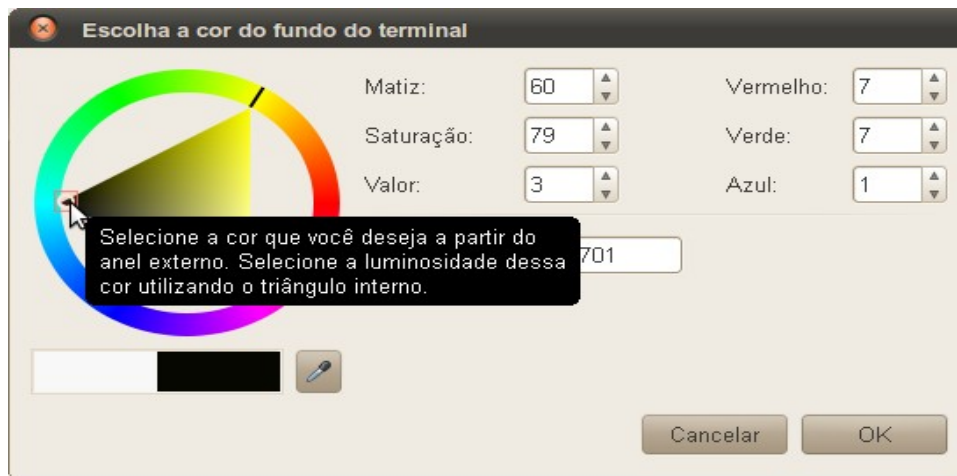 Escolha a cor do fundo do terminal
Matiz: 60 Vermelho: 7
Saturação: 79 Verde: 7
Valor: 3 Azul: 1
701
Selecione a cor que você deseja a partir do
anel externo. Selecione a luminosidade dessa
cor utilizando o triângulo interno.
Cancelar OK